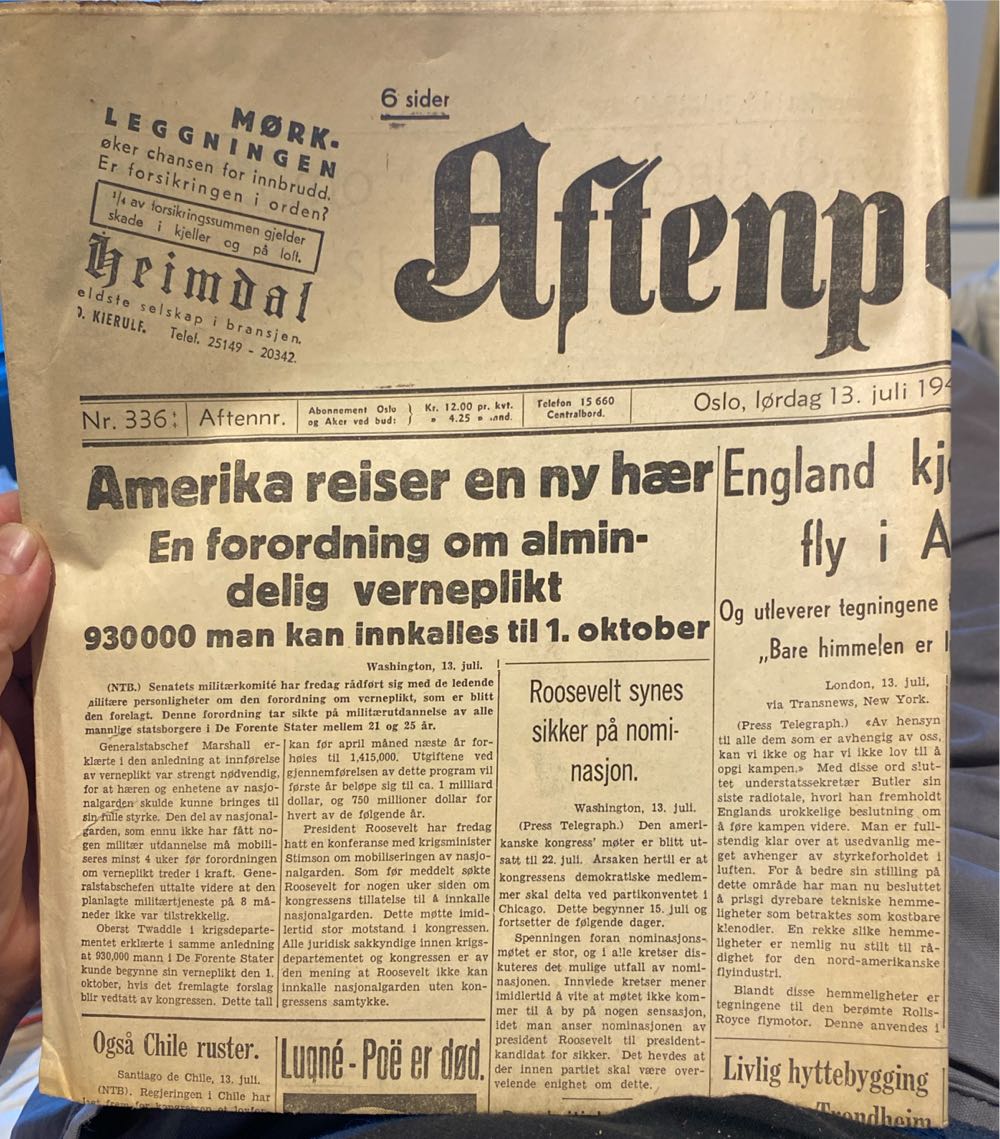 MØRK-
LEGGNINGEN
øker chansen for innbrudd.
Er forsikringen i orden?
1/4 av forsikringssummen gjelder
skade i kjeller og på loft.
Heimdal
eldste selskap i bransjen.
KIERULF. Telef. 25149 - 20342.
6 sider
Aftenp
Nr. 336: Aftennr.
Abonnement Oslo
og Aker ved bud:
Kr. 12.00 pr. kvt.
» 4.25 »
Telefon 15 660
Centralbord.
Oslo, lørdag 13. juli 194
Amerika reiser en ny hær
En forordning om almin-
delig verneplikt
930000 man kan innkalles til 1. oktober
Washington, 13. juli.
(NTB.) Senatets militærkomité har fredag rådført sig med de ledende
militære personligheter om den forordning om verneplikt, som er blitt
den forelagt. Denne forordning tar sikte på militærutdannelse av alle
mannlige statsborgere i De Forente Stater mellem 21 og 25 år.
Generalstabschef Marshall er-
klærte i den anledning at innførelse
av verneplikt var strengt nødvendig,
for at hæren og enhetene av nasjo-
nalgarden skulde kunne bringes til
sin fulle styrke. Den del av nasjonal-
garden, som ennu ikke har fått no-
gen militær utdannelse må mobili-
seres minst 4 uker før forordningen
om verneplikt treder i kraft. Gene-
ralstabschefen uttalte videre at den
planlagte militærtjeneste på 8 må-
neder ikke var tilstrekkelig.
Oberst Twaddle i krigsdeparte-
mentet erklærte i samme anledning
at 930,000 mann i De Forente Stater
kunde begynne sin verneplikt den 1.
oktober, hvis det fremlagte forslag
blir vedtatt av kongressen. Dette tall
kan før april måned næste år for-
høies til 1,415,000. Utgiftene ved
gjennemførelsen av dette program vil
første år beløpe sig til ca. 1 milliard
dollar, og 750 millioner dollar for
hvert av de følgende år.
President Roosevelt har fredag
hatt en konferanse med krigsminister
Stimson om mobiliseringen av nasjo-
nalgarden. Som før meddelt søkte
Roosevelt for nogen uker siden om
kongressens tillatelse til å innkalle
nasjonalgarden. Dette møtte imid-
lertid stor motstand i kongressen.
Alle juridisk sakkyndige innen krigs-
departementet og kongressen er av
den mening at Roosevelt ikke kan
innkalle nasjonalgarden uten kon-
gressens samtykke.
Også Chile ruster.
Santiago de Chile, 13. juli.
(NTB). Regjeringen i Chile har
Lugné-Poë er død.
Roosevelt synes
sikker på nomi-
nasjon.
Washington, 13. juli.
(Press Telegraph.) Den ameri-
kanske kongress' møter er blitt ut-
satt til 22. juli. Årsaken hertil er at
kongressens demokratiske medlem-
mer skal delta ved partikonventet i
Chicago. Dette begynner 15. juli og
fortsetter de følgende dager.
Spenningen foran nominasjons-
møtet er stor, og i alle kretser dis-
kuteres det mulige utfall av nomi-
nasjonen. Innviede kretser mener
imidlertid å vite at møtet ikke kom-
mer til å by på nogen sensasjon,
idet man anser nominasjonen av
president Roosevelt til president-
kandidat for sikker. Det hevdes at
der innen partiet skal være over-
velende enighet om dette.
England kj
fly i A
Og utleverer tegningene
„Bare himmelen er
London, 13. juli,
via Transnews, New York.
(Press Telegraph.) «Av hensyn
til alle dem som er avhengig av oss,
kan vi ikke og har vi ikke lov til å
opgi kampen.» Med disse ord slut-
tet understatssekretær Butler sin
siste radiotale, hvori han fremholdt
Englands urokkelige beslutning om
å føre kampen videre. Man er full-
stendig klar over at usedvanlig me-
get avhenger av styrkeforholdet i
luften. For å bedre sin stilling på
dette område har man nu besluttet
å prisgi dyrebare tekniske hemme-
ligheter som betraktes som kostbare
klenodier. En rekke slike hemme-
ligheter er nemlig nu stilt til rå-
dighet for den nord-amerikanske
flyindustri.
Blandt disse hemmeligheter er
tegningene til den berømte Rolls-
Royce flymotor. Denne anvendes i
Livlig hyttebygging
Trondheim